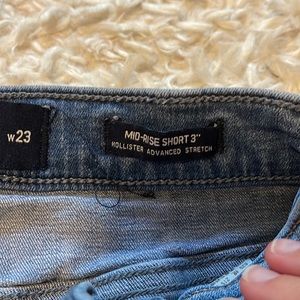 W23
MID-RISE SHORT 3"
HOLLISTER ADVANCED STRETCH